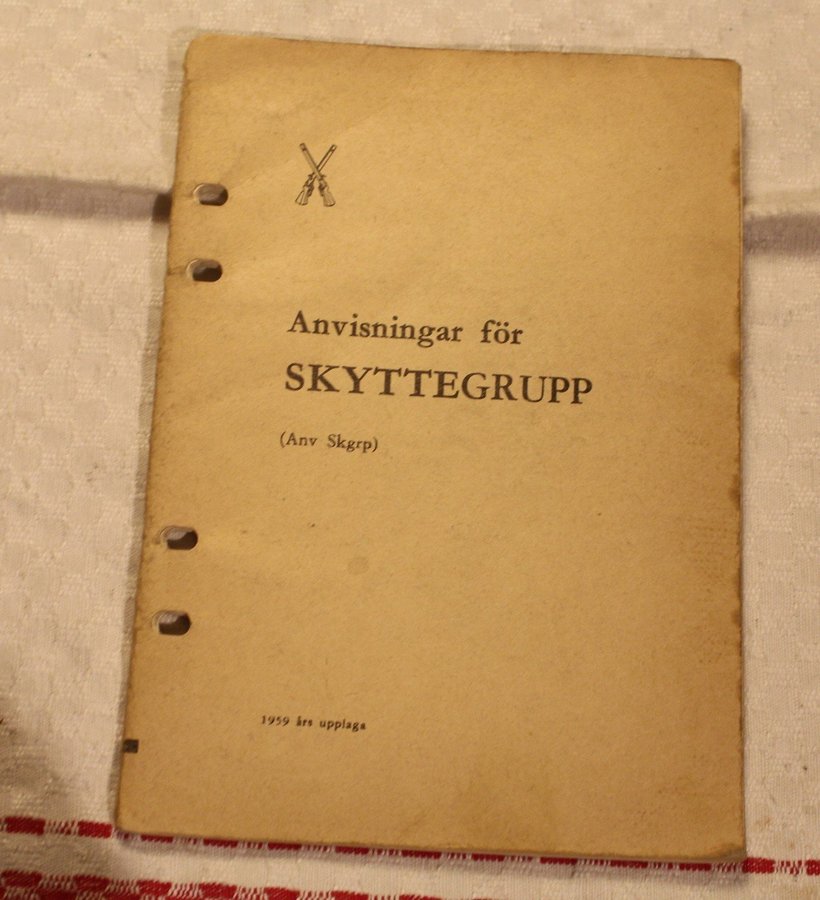 Anvisningar för
SKYTTEGRUPP
(Anv Skgrp)
1959 års upplaga